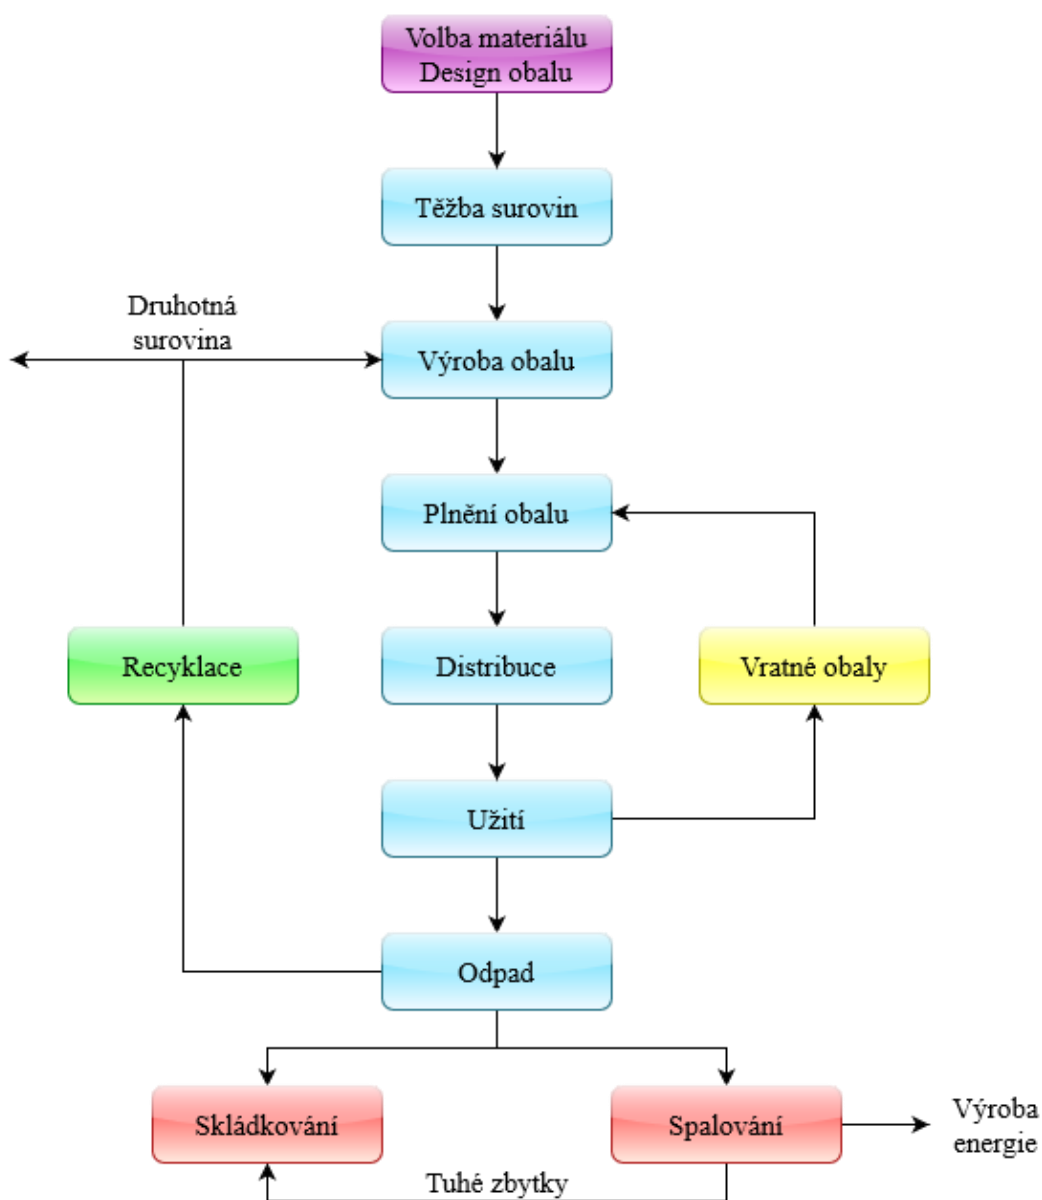 Volba materiálu
Design obalu
Těžba surovin
Druhotná
surovina
Výroba obalu
Plnění obalu
Recyklace
Distribuce
Vratné obaly
Užití
Odpad
Skládkování
Spalování
Výroba
energie
Tuhé zbytky